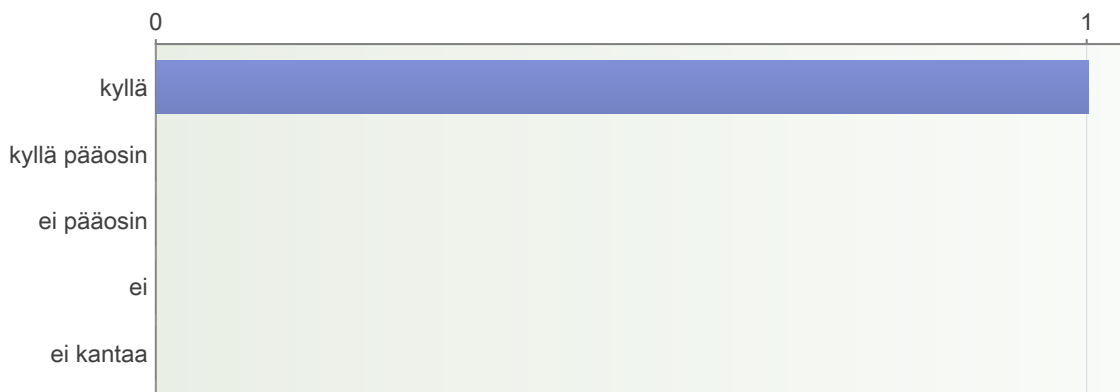 0 1
kyllä
kyllä pääosin
ei pääosin
ei
ei kantaa